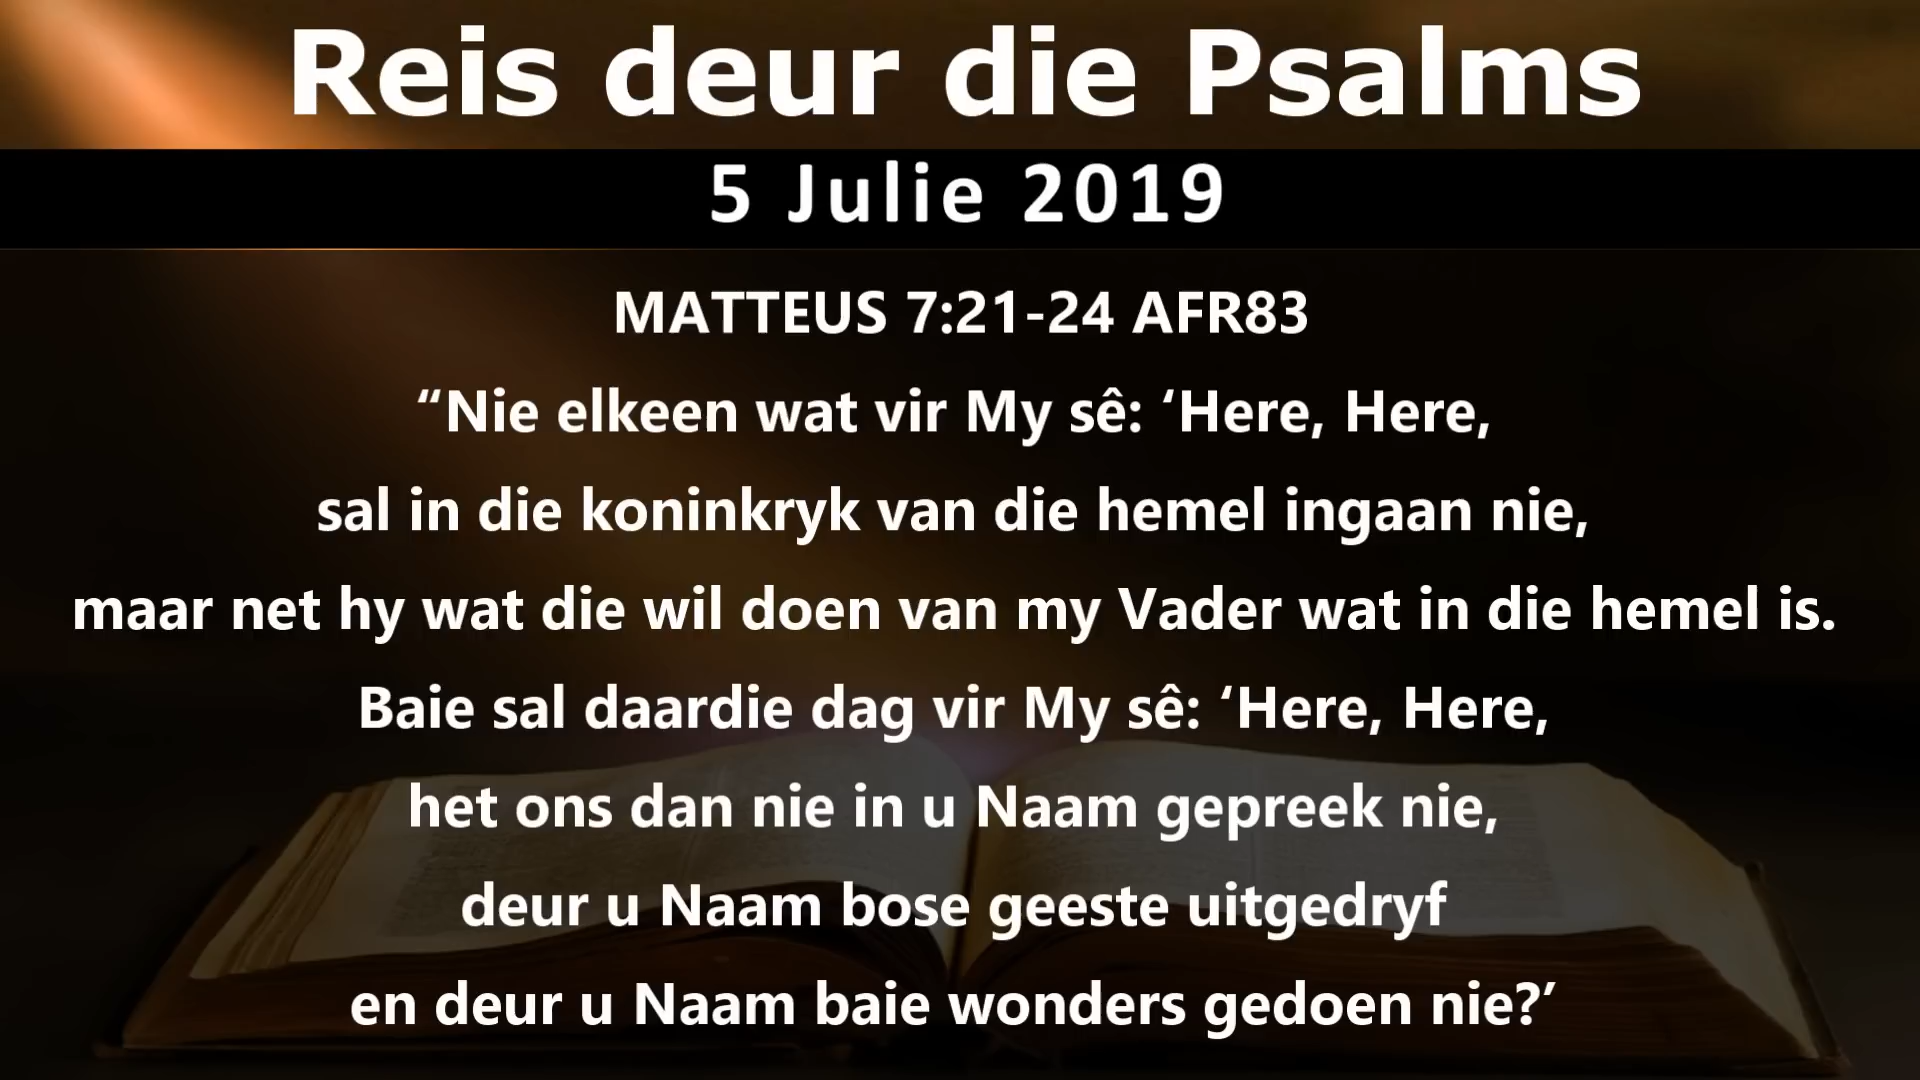 Reis deur die Psalms
5 Julie 2019
MATTEUS 7:21-24 AFR83
“Nie elkeen wat vir My sê: ‘Here, Here,
sal in die koninkryk van die hemel ingaan nie,
maar net hy wat die wil doen van my Vader wat in die hemel is.
Baie sal daardie dag vir My sê: ‘Here, Here,
het ons dan nie in u Naam gepreek nie,
deur u Naam bose geeste uitgedryf
en deur u Naam baie wonders gedoen nie?’